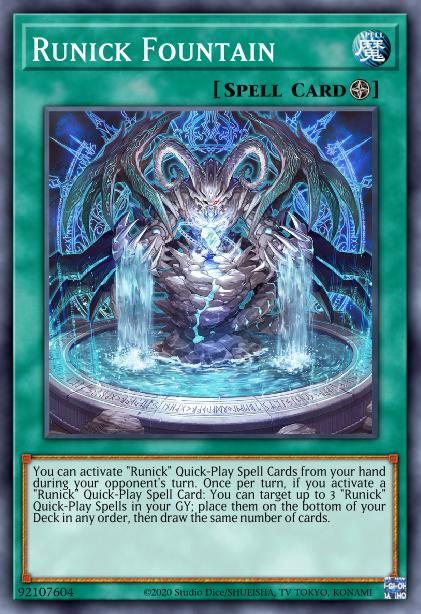 Runick Fountain
SPELL
魔
[Spell Card]
You can activate "Runick" Quick-Play Spell Cards from your hand
during your opponent's turn. Once per turn, if you activate a
"Runick" Quick-Play Spell Card: You can target up to 3 "Runick"
Quick-Play Spells in your GY; place them on the bottom of your
Deck in any order, then draw the same number of cards.
92107604
©2020 Studio Dice/SHUEISHA, TV TOKYO, KONAMI